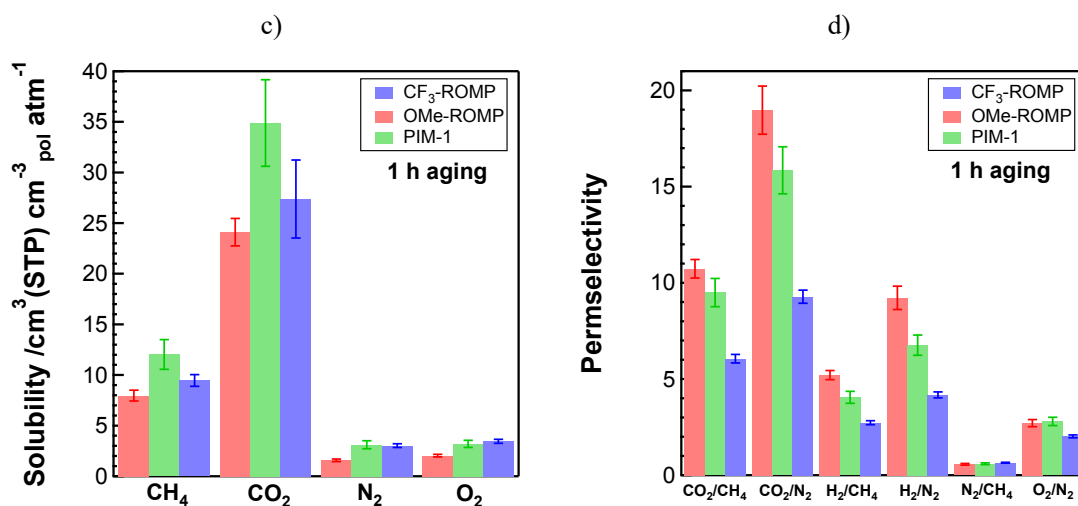 c)
Solubility /cm³ (STP) cm⁻³ pol atm⁻¹
40
35
30
25
20
15
10
5
0
CF₃-ROMP
OMe-ROMP
PIM-1
1 h aging
CH₄ CO₂ N₂ O₂
d)
Permselectivity
20
15
10
5
0
CF₃-ROMP
OMe-ROMP
PIM-1
1 h aging
CO₂/CH₄ CO₂/N₂ H₂/CH₄ H₂/N₂ N₂/CH₄ O₂/N₂